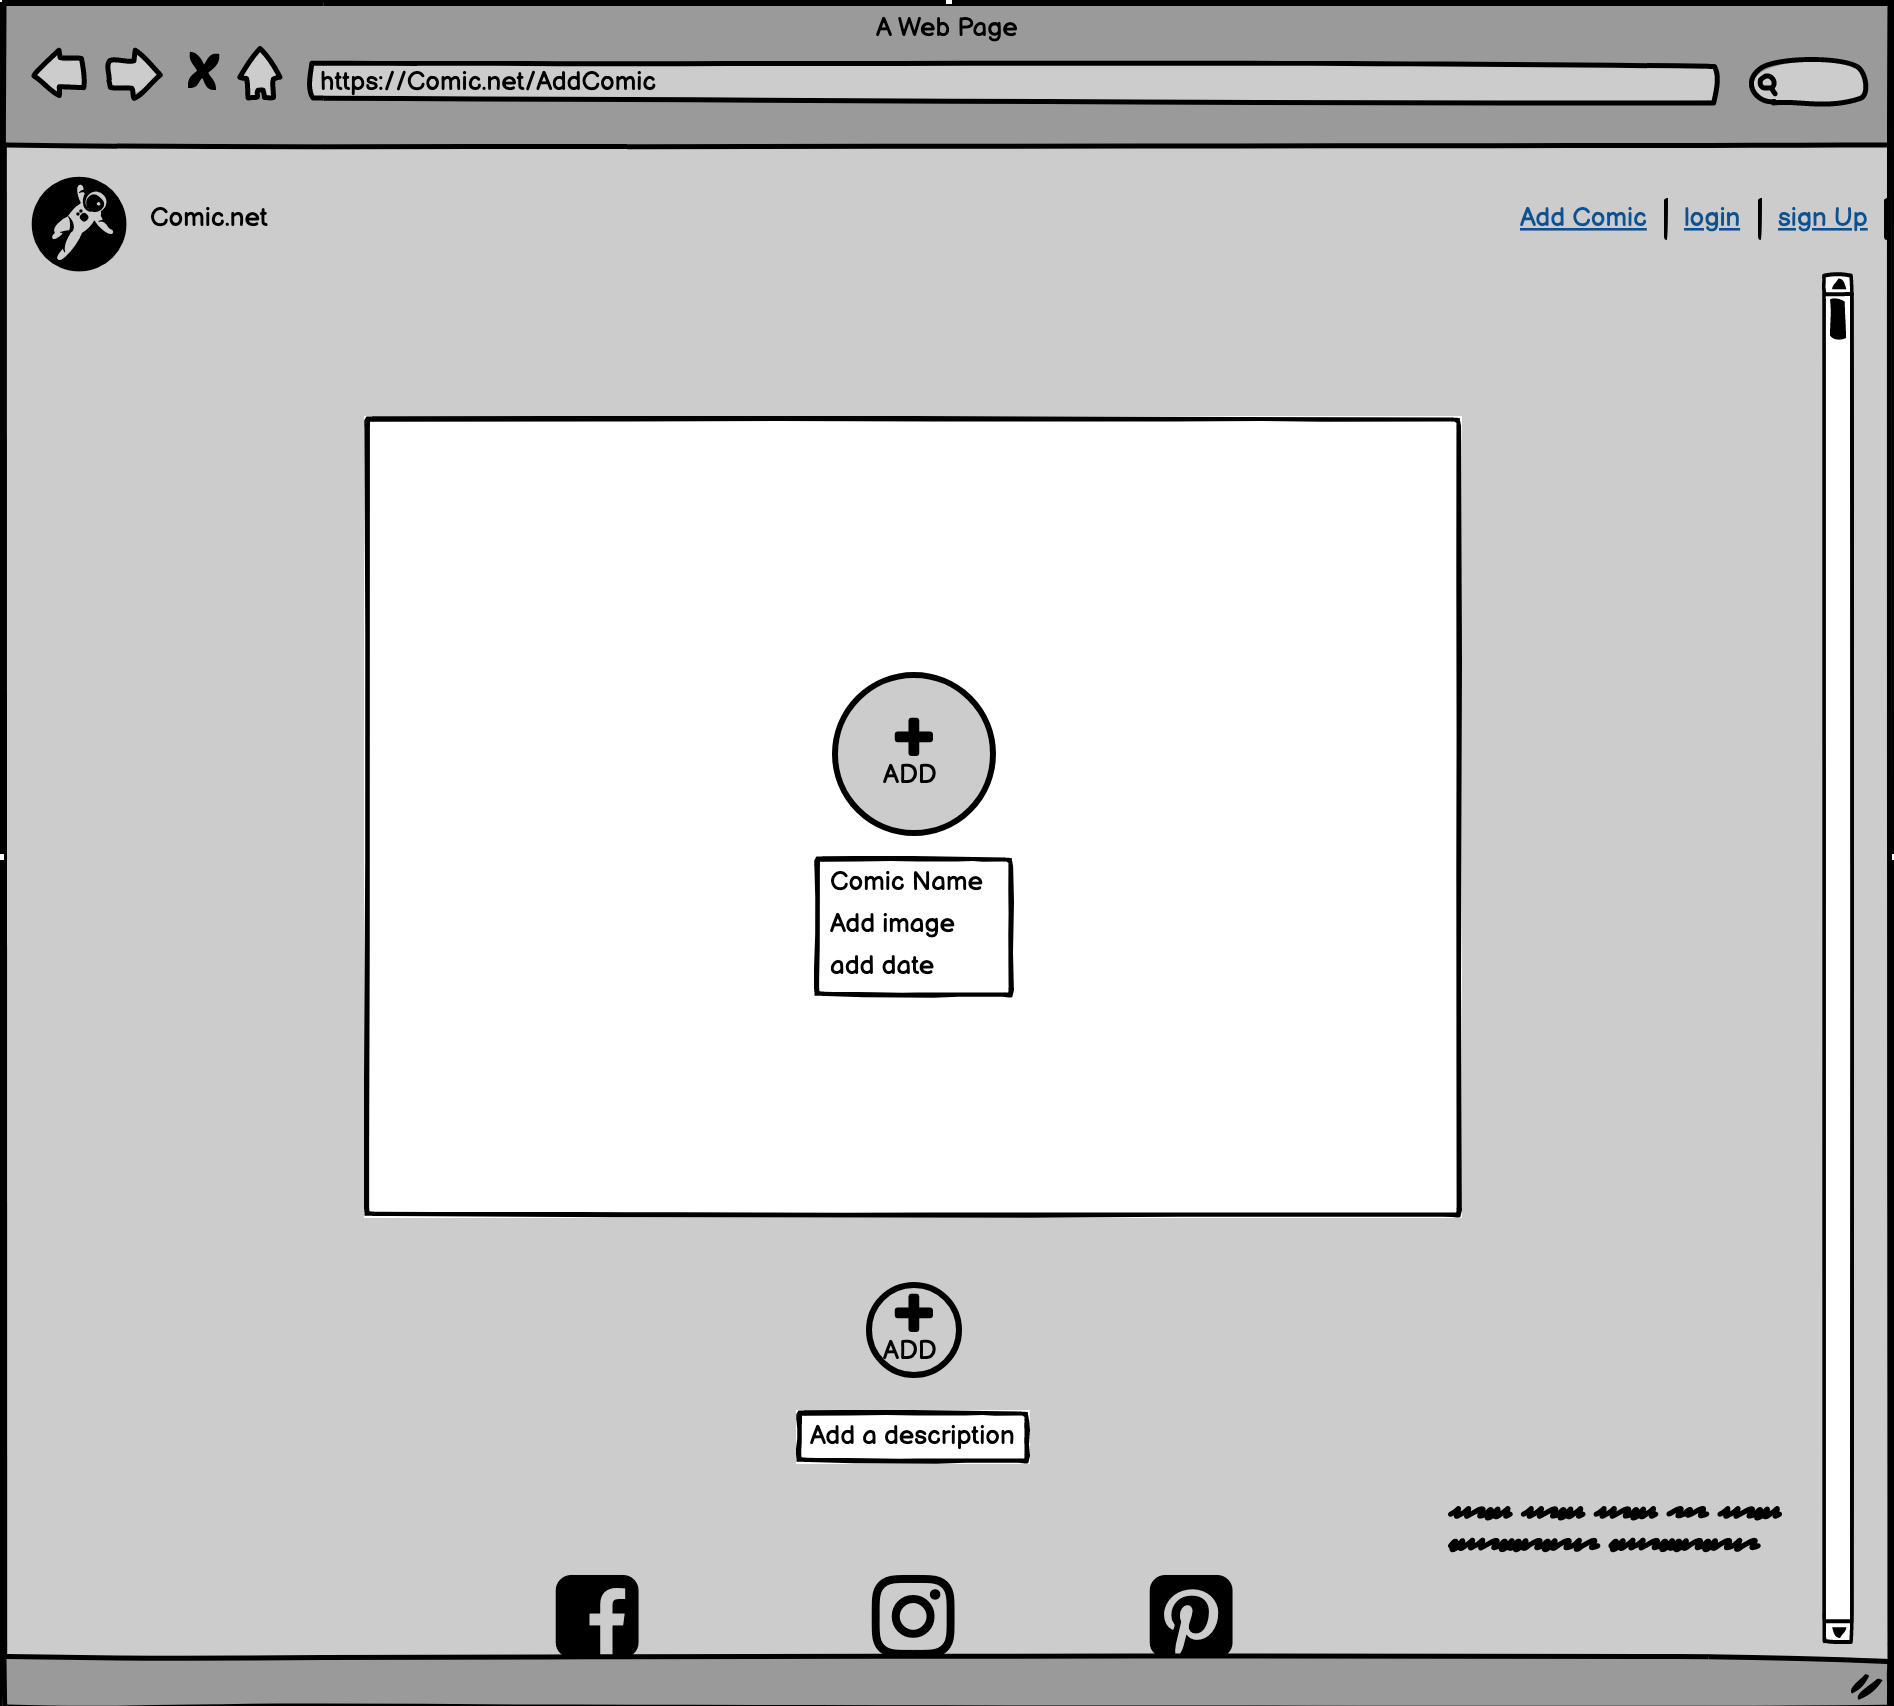 A Web Page
https://Comic.net/AddComic
Comic.net
Add Comic
login
sign Up
ADD
Comic Name
Add image
add date
ADD
Add a description